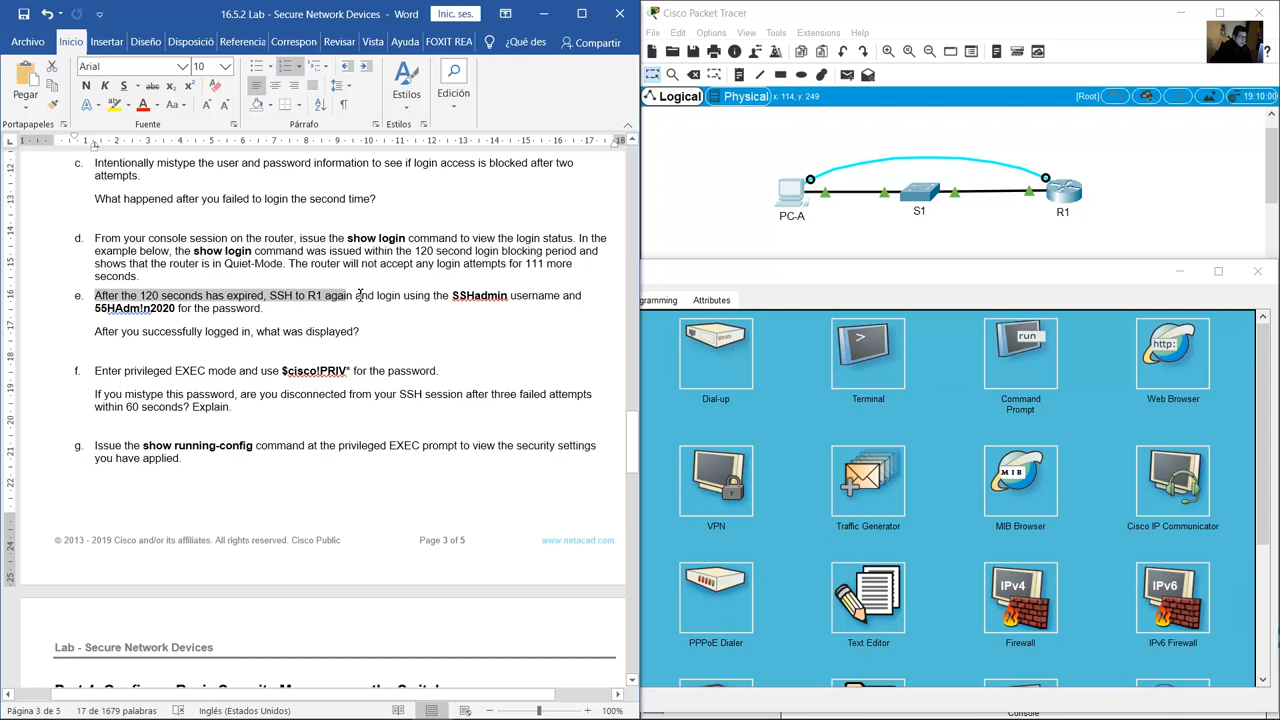 16.5.2 Lab - Secure Network Devices
Inic. ses.
Archivo Inicio Insertar Diseño Disposición Referencias Correspon Revisar Vista Ayuda FOXIT REA ¿Qué des Compartir
Arial 10
Pegar
Estilos
Edición
Portapapeles Fuente Párrafo Estilos
c. Intentionally mistype the user and password information to see if login access is blocked after two
attempts.
What happened after you failed to login the second time?
d. From your console session on the router, issue the show login command to view the login status. In the
example below, the show login command was issued within the 120 second login blocking period and
shows that the router is in Quiet-Mode. The router will not accept any login attempts for 111 more
seconds.
e. After the 120 seconds has expired, SSH to R1 again and login using the SSHadmin username and
55HAdm!n2020 for the password.
After you successfully logged in, what was displayed?
f. Enter privileged EXEC mode and use $cisco!PRIV* for the password.
If you mistype this password, are you disconnected from your SSH session after three failed attempts
within 60 seconds? Explain.
g. Issue the show running-config command at the privileged EXEC prompt to view the security settings
you have applied.
© 2013 - 2019 Cisco and/or its affiliates. All rights reserved. Cisco Public Page 3 of 5 www.netacad.com
Lab - Secure Network Devices
Página 3 de 5 17 de 1679 palabras Inglés (Estados Unidos) 100%
Cisco Packet Tracer
File Edit Options View Tools Extensions Help
Logical Physical x: 114, y: 249 [Root] 19:10:00
PC-A S1 R1
gramming Attributes
run
http:
Dial-up Terminal Command
Prompt Web Browser
MIB
VPN Traffic Generator MIB Browser Cisco IP Communicator
IPv4 IPv6
PPPoE Dialer Text Editor Firewall IPv6 Firewall
Console